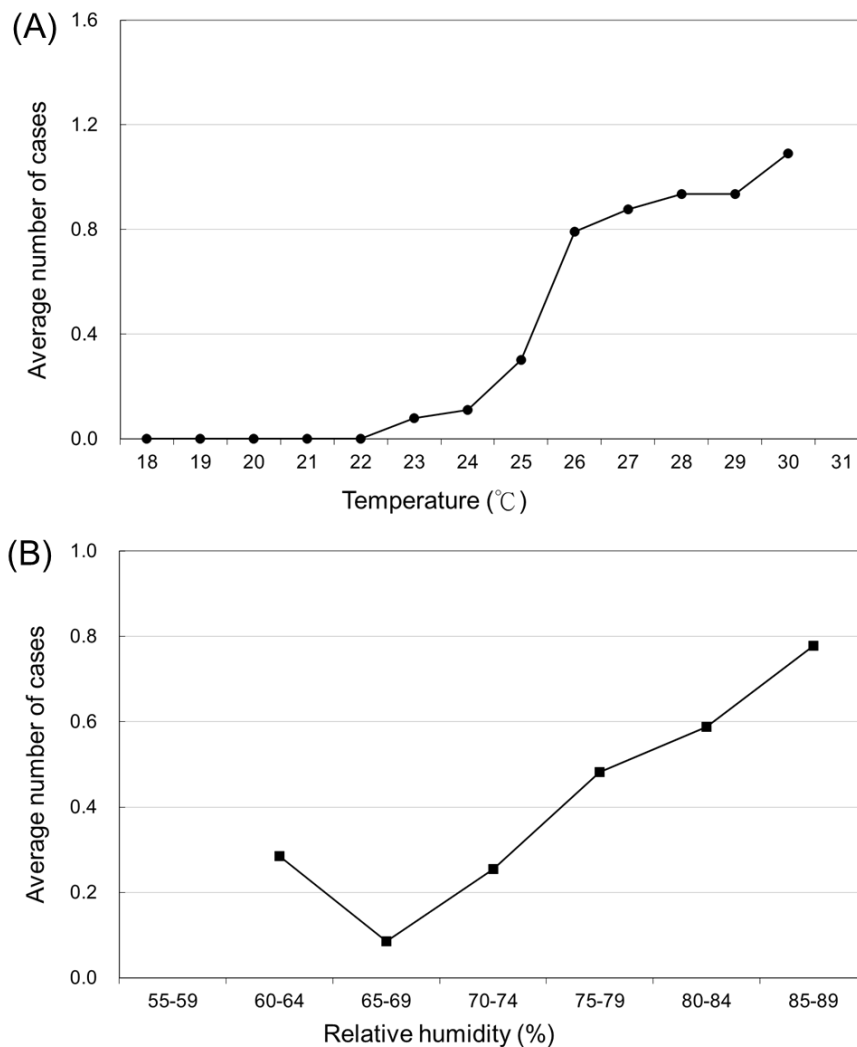 (A)
Average number of cases
1.6
1.2
0.8
0.4
0.0
18 19 20 21 22 23 24 25 26 27 28 29 30 31
Temperature (℃)
(B)
Average number of cases
1.0
0.8
0.6
0.4
0.2
0.0
55-59 60-64 65-69 70-74 75-79 80-84 85-89
Relative humidity (%)